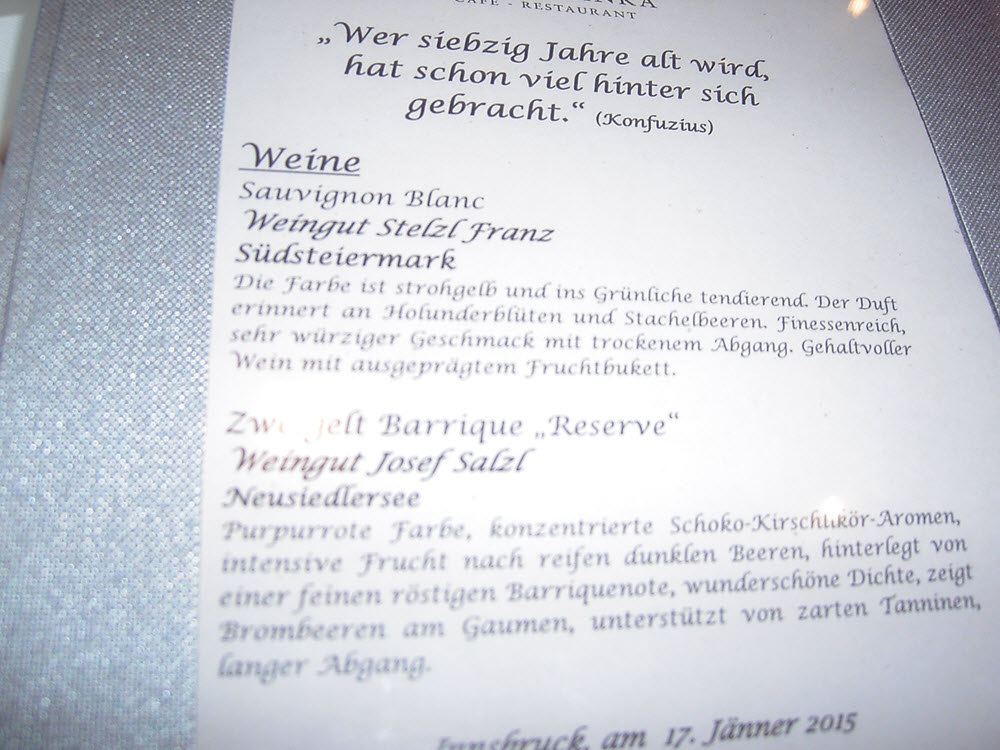 CAFÉ - RESTAURANT
„Wer siebzig Jahre alt wird,
hat schon viel hinter sich
gebracht.“ (Konfuzius)
Weine
Sauvignon Blanc
Weingut Stelzl Franz
Südsteiermark
Die Farbe ist strohgelb und ins Grünliche tendierend. Der Duft
erinnert an Holunderblüten und Stachelbeeren. Finessenreich,
sehr würziger Geschmack mit trockenem Abgang. Gehaltvoller
Wein mit ausgeprägtem Fruchtbukett.
Barrique „Reserve“
Weingut Josef Salzl
Neusiedlersee
Purpurrote Farbe, konzentrierte Schoko-Kirschlikör-Aromen,
intensive Frucht nach reifen dunklen Beeren, hinterlegt von
einer feinen röstigen Barriquenote, wunderschöne Dichte, zeigt
Brombeeren am Gaumen, unterstützt von zarten Tanninen,
langer Abgang.
Innsbruck, am 17. Jänner 2015